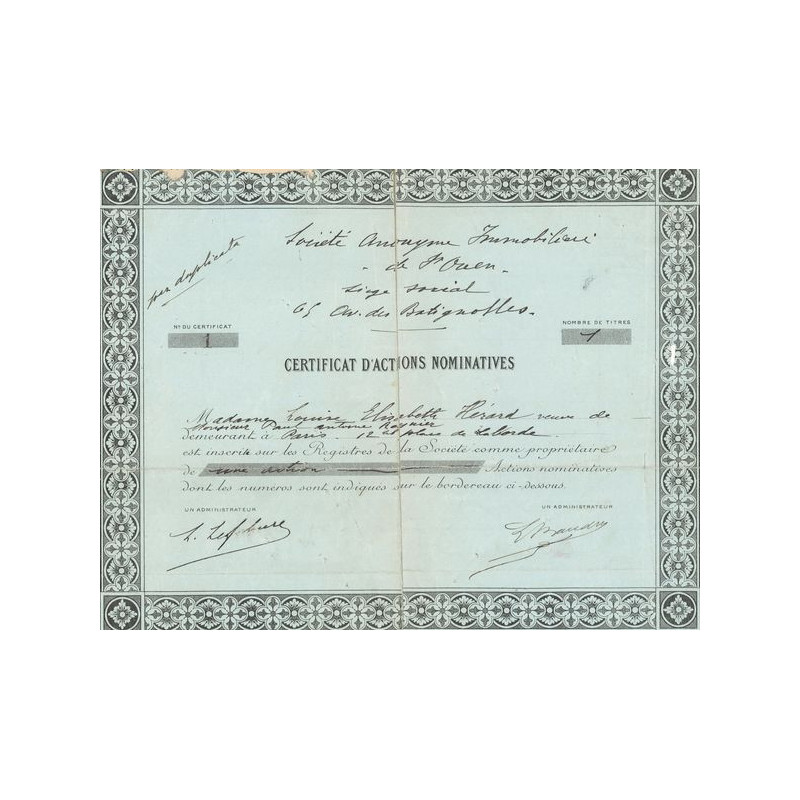 Société Anonyme Immobilière
de St Ouen
siège social
65 Av. des Batignolles
par duplicata
No DU CERTIFICAT
1
NOMBRE DE TITRES
1
CERTIFICAT D'ACTIONS NOMINATIVES
Madame Louise Elisabeth Hérard veuve de
Monsieur Paul Antoine
demeurant à Paris. 12 place de Laborde
est inscrite sur les Registres de la Société comme propriétaire
de une action Actions nominatives
dont les numeros sont indiqués sur le bordereau ci-dessous.
UN ADMINISTRATEUR
UN ADMINISTRATEUR
L. Lefebvre